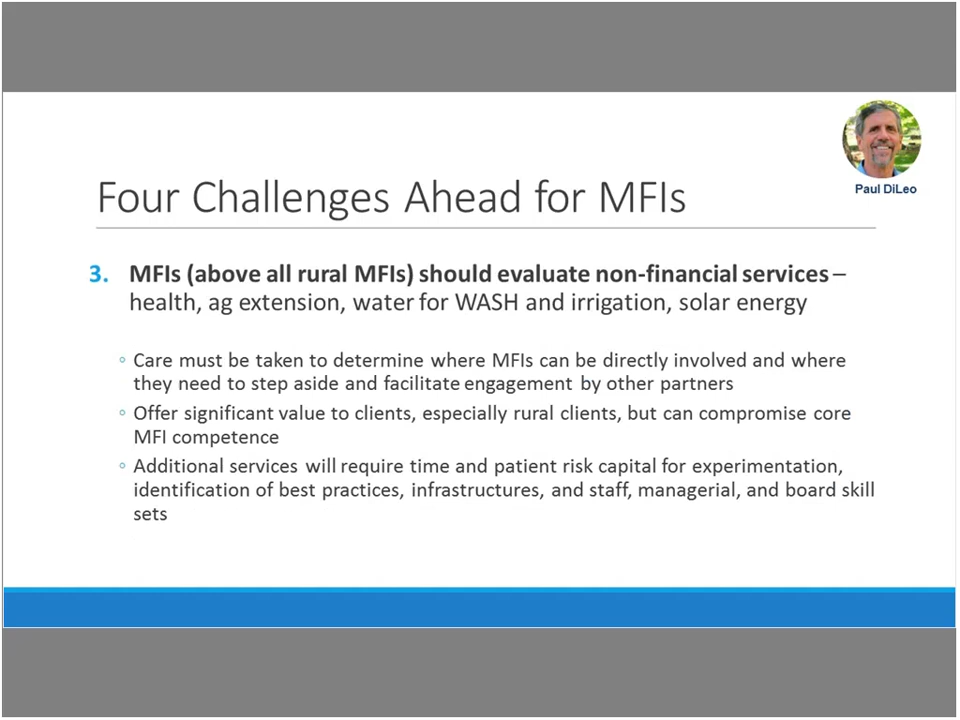 Paul DiLeo
Four Challenges Ahead for MFIs
3. MFIs (above all rural MFIs) should evaluate non-financial services –
health, ag extension, water for WASH and irrigation, solar energy
◦ Care must be taken to determine where MFIs can be directly involved and where
they need to step aside and facilitate engagement by other partners
◦ Offer significant value to clients, especially rural clients, but can compromise core
MFI competence
◦ Additional services will require time and patient risk capital for experimentation,
identification of best practices, infrastructures, and staff, managerial, and board skill
sets